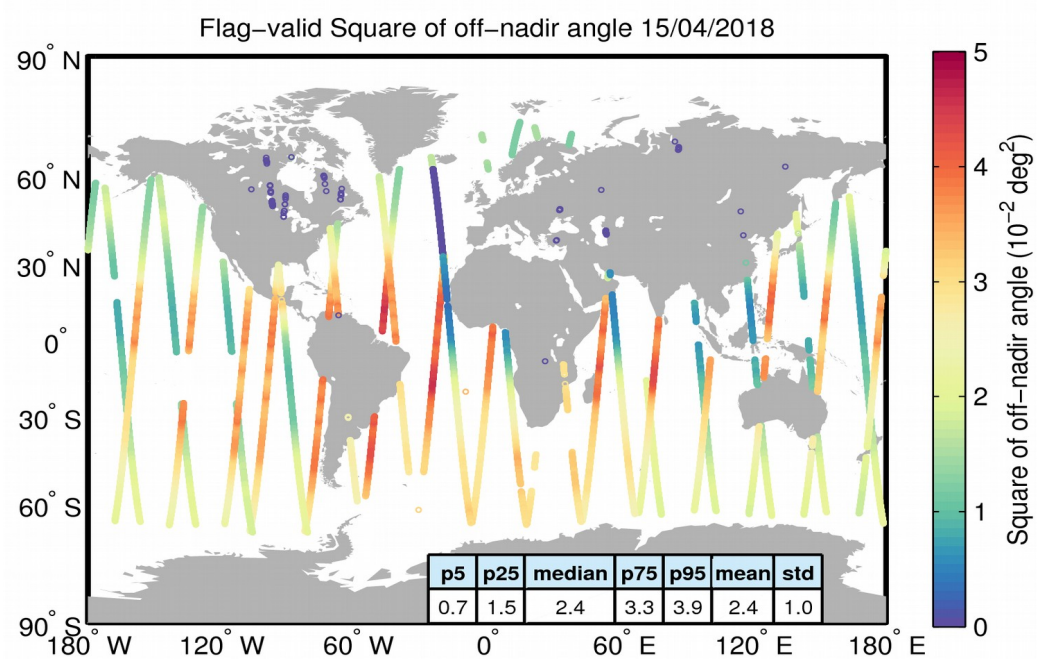 Flag−valid Square of off−nadir angle 15/04/2018
90° N
60° N
30° N
0°
30° S
60° S
90° S
180° W 120° W 60° W 0° 60° E 120° E 180° E
p5 p25 median p75 p95 mean std
0.7 1.5 2.4 3.3 3.9 2.4 1.0
5
4
3
2
1
0
Square of off−nadir angle (10⁻² deg²)